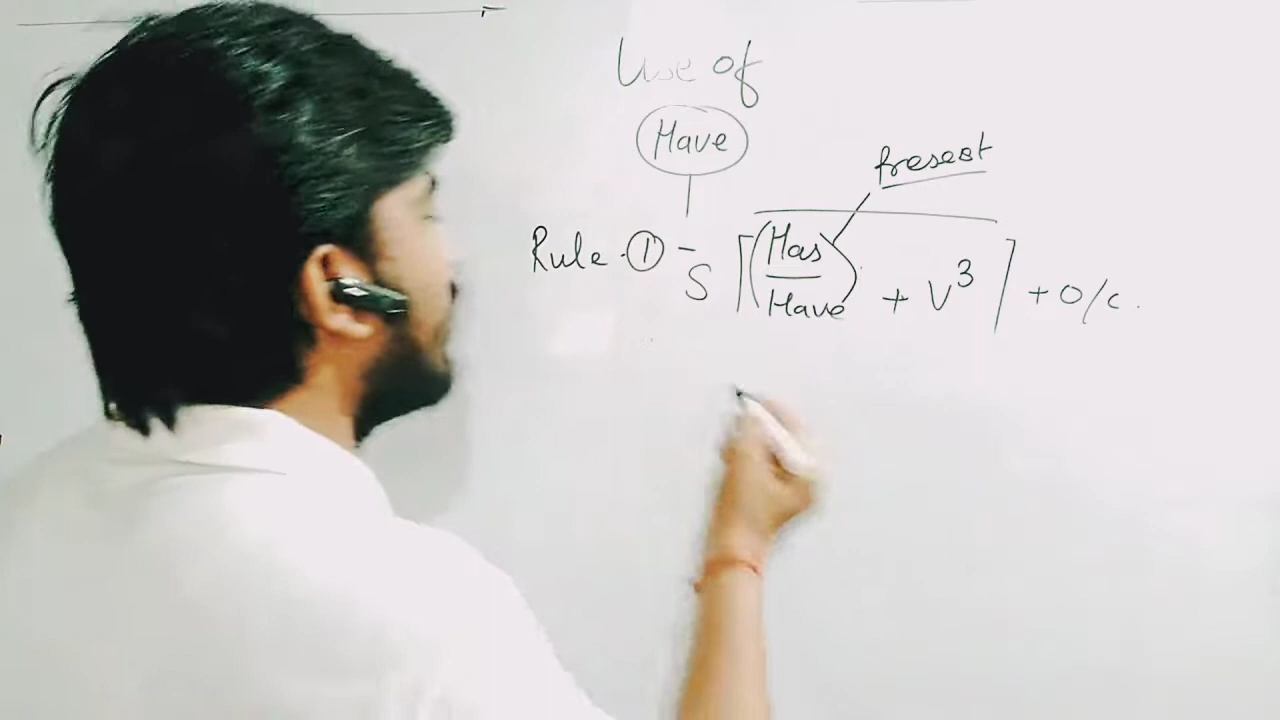 Use of
Have
Present
Rule ① - S [(Has
Have) + V³] + O/C.